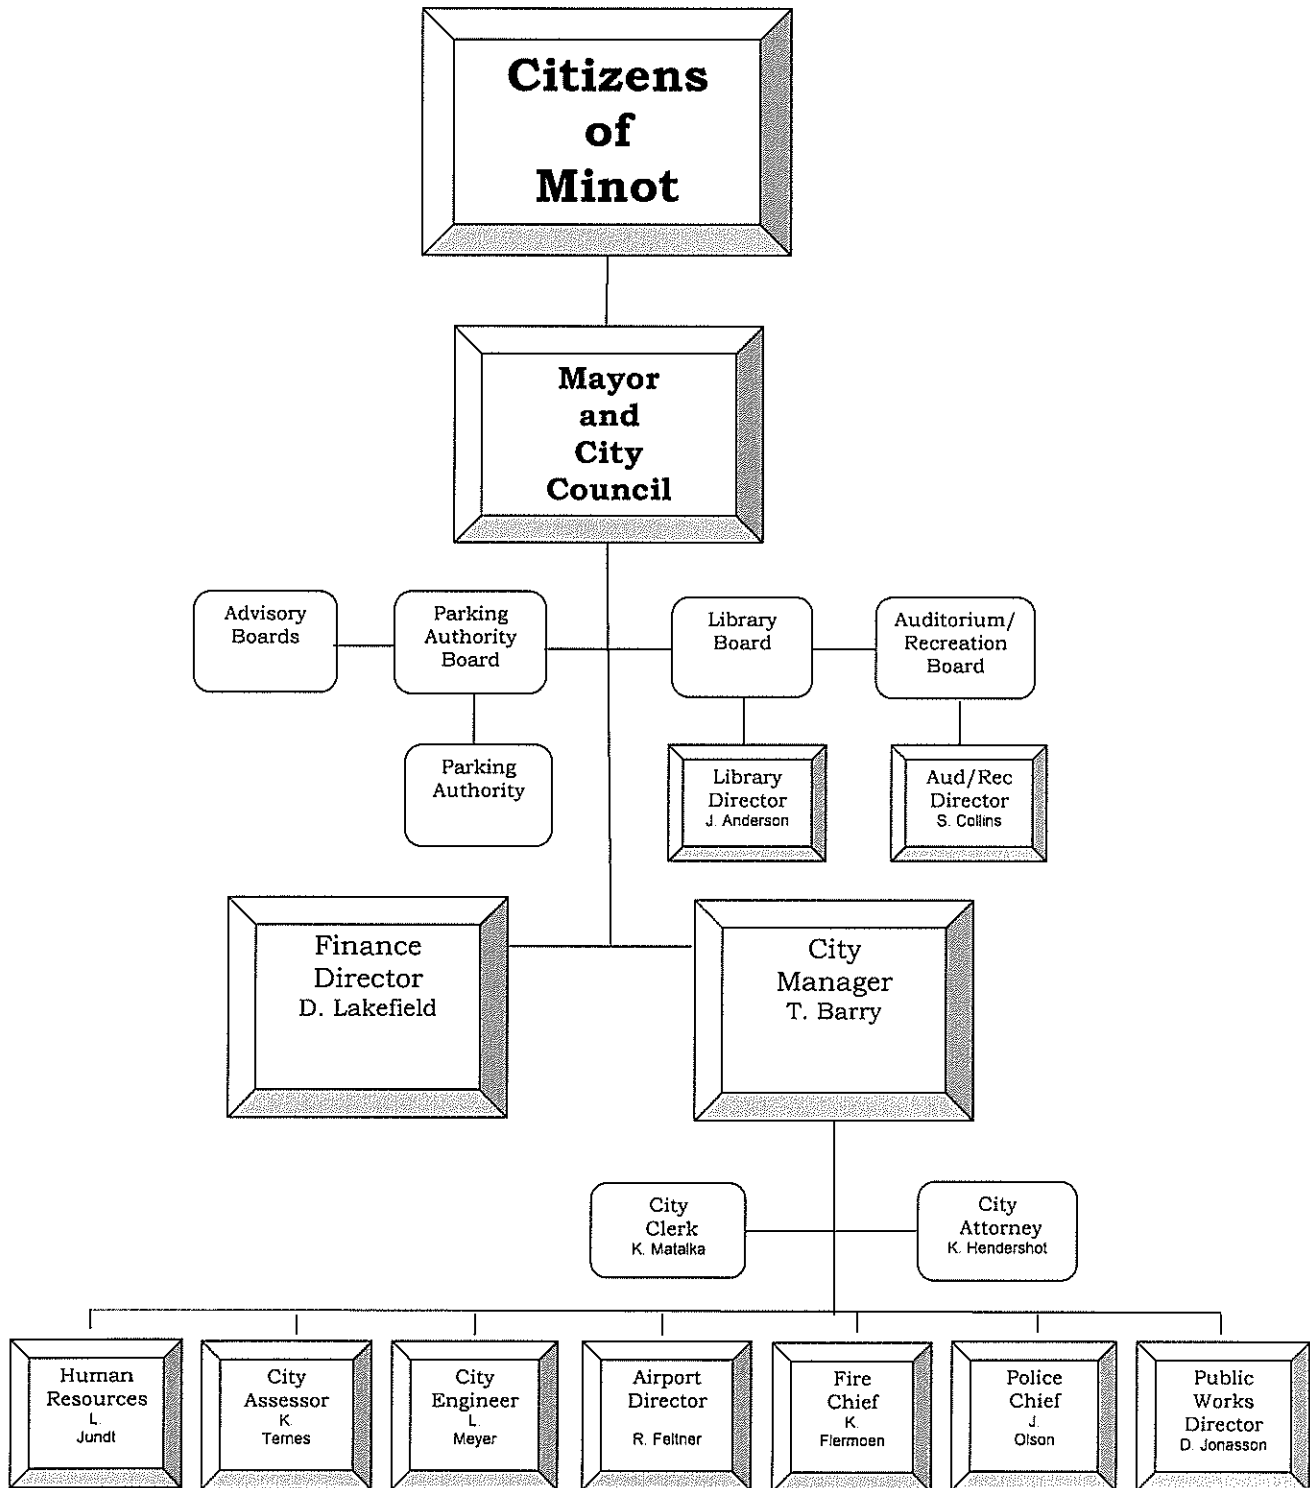 Citizens
of
Minot
Mayor
and
City
Council
Advisory
Boards
Parking
Authority
Board
Library
Board
Auditorium/
Recreation
Board
Parking
Authority
Library
Director
J. Anderson
Aud/Rec
Director
S. Collins
Finance
Director
D. Lakefield
City
Manager
T. Barry
City
Clerk
K. Matalka
City
Attorney
K. Hendershot
Human
Resources
L.
Jundt
City
Assessor
K.
Ternes
City
Engineer
L.
Meyer
Airport
Director
R. Feltner
Fire
Chief
K.
Flermoen
Police
Chief
J.
Olson
Public
Works
Director
D. Jonasson